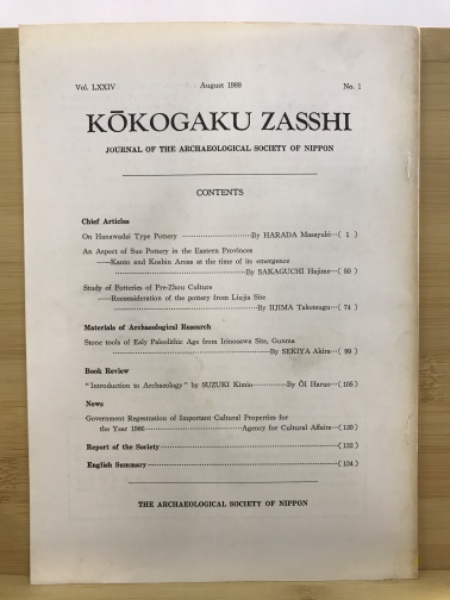 Vol. LXXIV August 1988 No. 1
KŌKOGAKU ZASSHI
JOURNAL OF THE ARCHAEOLOGICAL SOCIETY OF NIPPON
CONTENTS
Chief Articles
On Hanawadai Type Pottery ……………………By HARADA Masayuki…( 1 )
An Aspect of Sue Pottery in the Eastern Provinces
——Kanto and Koshin Areas at the time of its emergence
……………………………………By SAKAGUCHI Hajime…( 50 )
Study of Potteries of Pre-Zhou Culture
——Reconsideration of the pottery from Liujia Site
……………………………………By IIJIMA Taketsugu…( 74 )
Materials of Archaeological Research
Stone tools of Ealy Paleolithic Age from Irinosawa Site, Gunma
……………………………………By SEKIYA Akira…( 99 )
Book Review
"Introduction to Archaeology" by SUZUKI Kimio……………By ŌI Haruo…(106)
News
Government Regestration of Important Cultural Properties for
the Year 1986……………………………Agency for Cultural Affairs…(120)
Report of the Society……………………………………………………(132)
English Summary…………………………………………………………(134)
THE ARCHAEOLOGICAL SOCIETY OF NIPPON